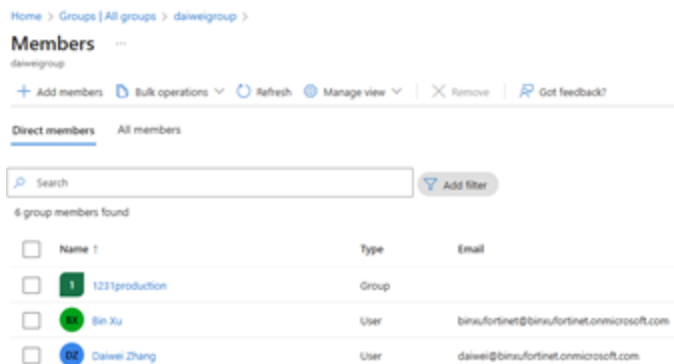 Home > Groups | All groups > daiweigroup >
Members ...
daiweigroup
Add members Bulk operations Refresh Manage view Remove Got feedback?
Direct members All members
Search Add filter
6 group members found
Name ↑ Type Email
1 1231production Group
BX Bin Xu User binxufortinet@binxufortinet.onmicrosoft.com
DZ Daiwei Zhang User daiwei@binxufortinet.onmicrosoft.com